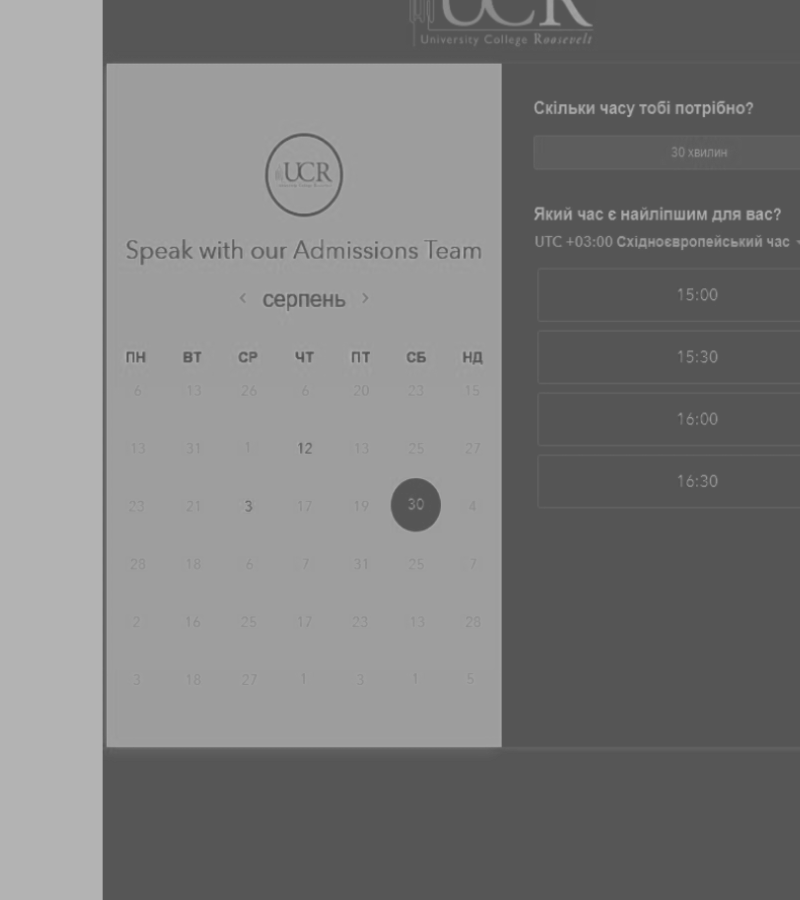 UCR
University College Roosevelt
UCR
Speak with our Admissions Team
< серпень >
ПН ВТ СР ЧТ ПТ СБ НД
6 13 26 6 20 23 15
13 31 1 12 13 25 27
23 21 3 17 19 30 4
28 18 6 7 31 25 7
2 16 25 17 23 13 28
3 18 27 1 3 1 5
Скільки часу тобі потрібно?
30 хвилин
Який час є найліпшим для вас?
UTC +03:00 Східноєвропейський час
15:00
15:30
16:00
16:30